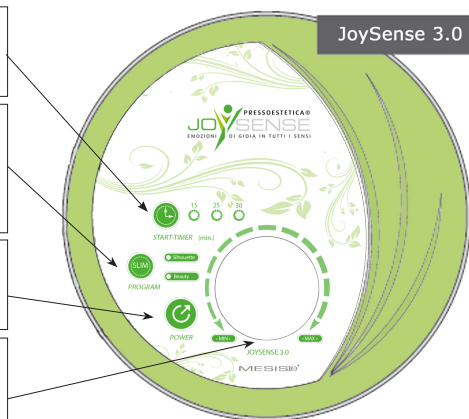 JoySense 3.0
PRESSOESTETICA®
JOYSENSE
EMOZIONI DI GIOIA IN TUTTI I SENSI
15 25 30
START-TIMER (min.)
SLIM
Silhouette
Beauty
PROGRAM
POWER
-MIN- -MAX-
JOYSENSE 3.0
MESIS®